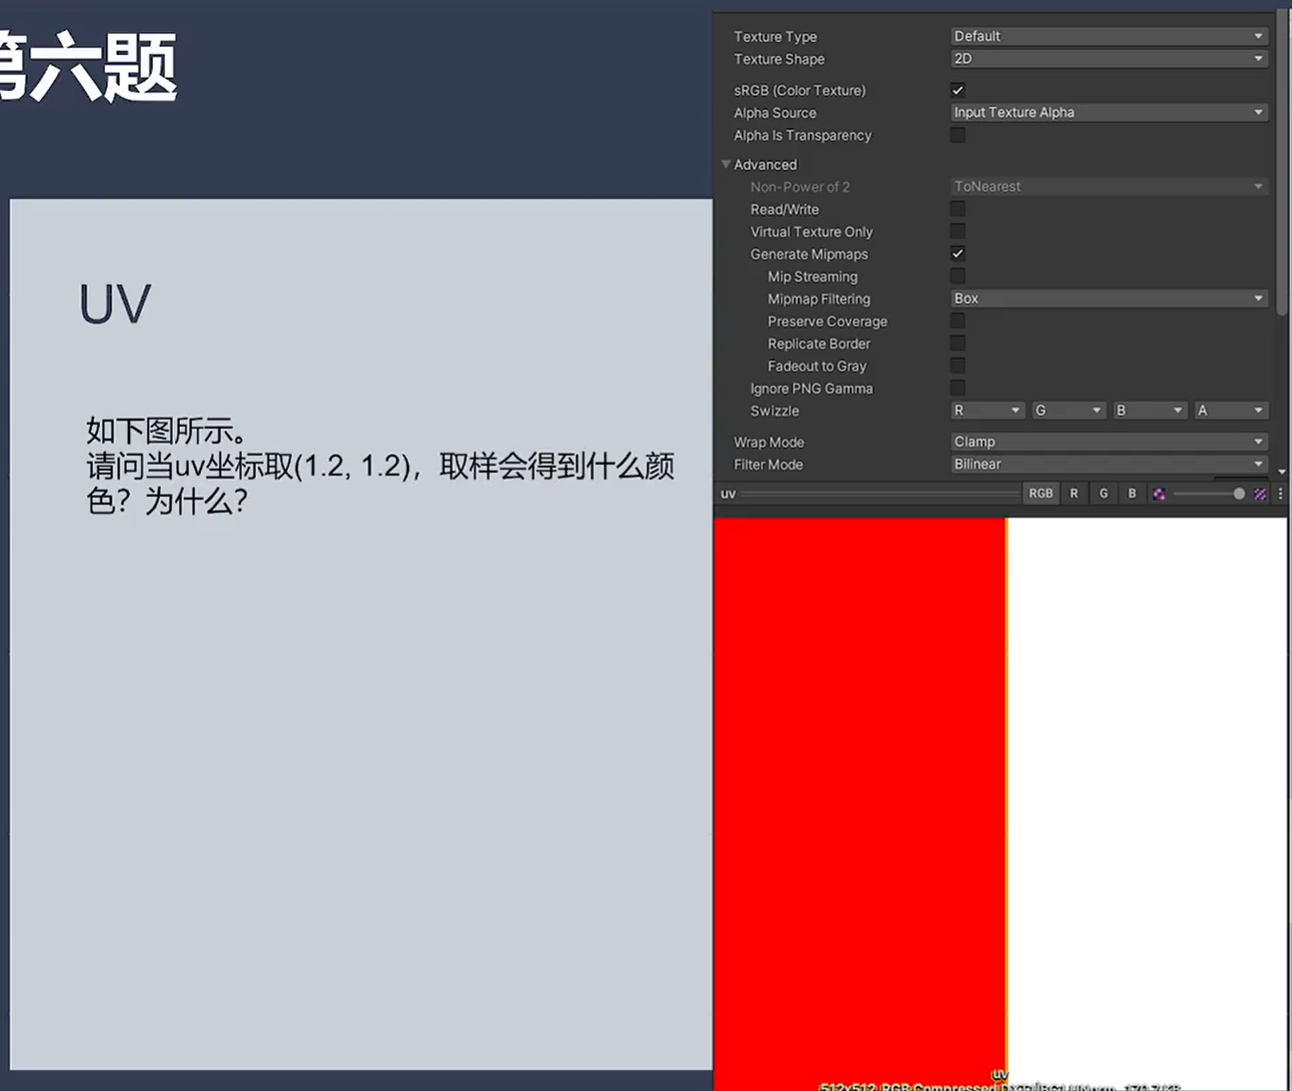 第六题
UV
如下图所示。
请问当uv坐标取(1.2, 1.2)，取样会得到什么颜
色？为什么？
Texture Type Default
Texture Shape 2D
sRGB (Color Texture)
Alpha Source Input Texture Alpha
Alpha Is Transparency
Advanced
Non-Power of 2 ToNearest
Read/Write
Virtual Texture Only
Generate Mipmaps
Mip Streaming
Mipmap Filtering Box
Preserve Coverage
Replicate Border
Fadeout to Gray
Ignore PNG Gamma
Swizzle R G B A
Wrap Mode Clamp
Filter Mode Bilinear
uv RGB R G B
uv
512x512 RGB Compressed